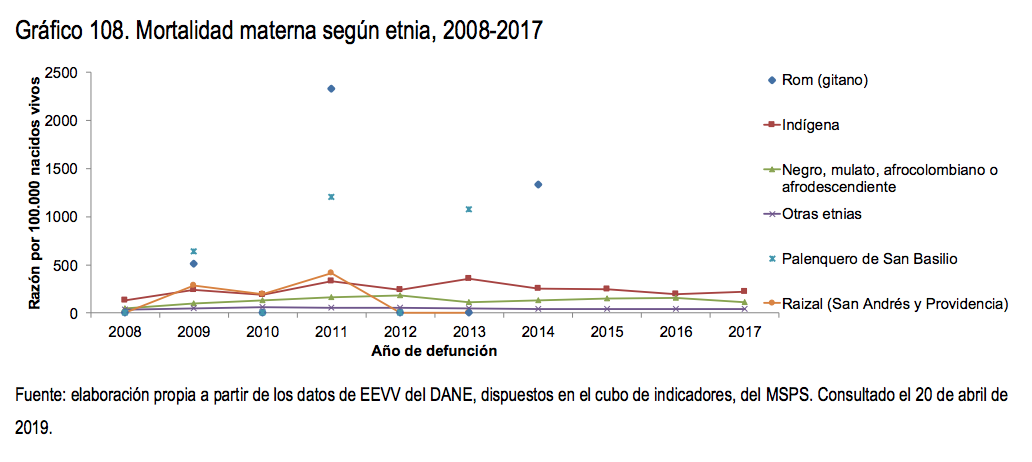 Gráfico 108. Mortalidad materna según etnia, 2008-2017
Razón por 100.000 nacidos vivos
2500
2000
1500
1000
500
0
2008 2009 2010 2011 2012 2013 2014 2015 2016 2017
Año de defunción
Rom (gitano)
Indígena
Negro, mulato, afrocolombiano o
afrodescendiente
Otras etnias
Palenquero de San Basilio
Raizal (San Andrés y Providencia)
Fuente: elaboración propia a partir de los datos de EEVV del DANE, dispuestos en el cubo de indicadores, del MSPS. Consultado el 20 de abril de
2019.